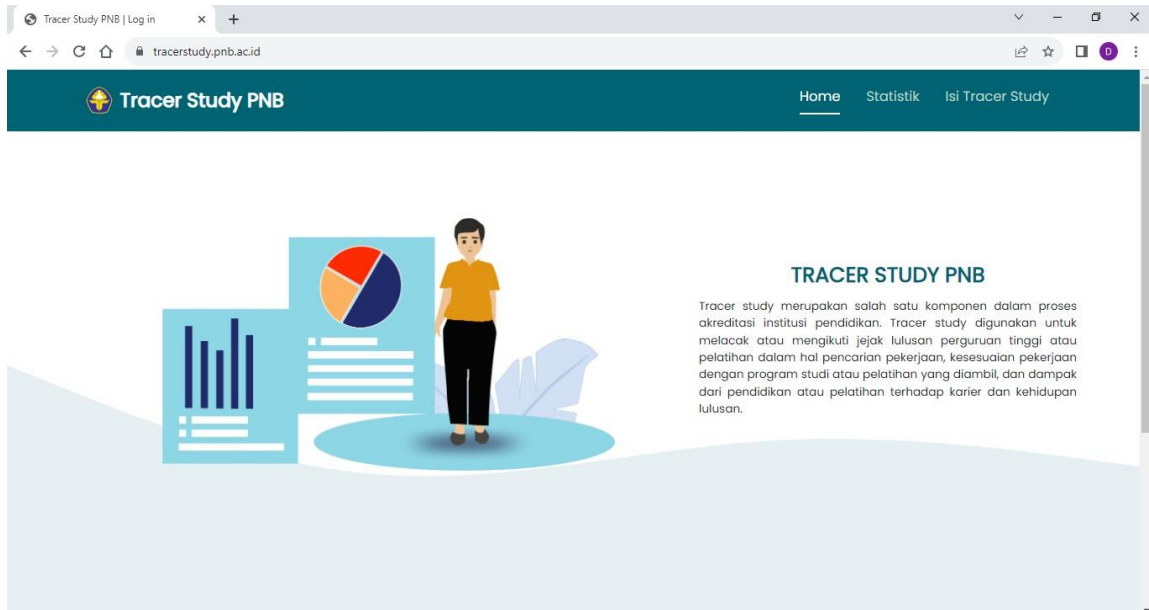 Tracer Study PNB | Log in
tracerstudy.pnb.ac.id
D
Tracer Study PNB
Home
Statistik
Isi Tracer Study
TRACER STUDY PNB
Tracer study merupakan salah satu komponen dalam proses
akreditasi institusi pendidikan. Tracer study digunakan untuk
melacak atau mengikuti jejak lulusan perguruan tinggi atau
pelatihan dalam hal pencarian pekerjaan, kesesuaian pekerjaan
dengan program studi atau pelatihan yang diambil, dan dampak
dari pendidikan atau pelatihan terhadap karier dan kehidupan
lulusan.